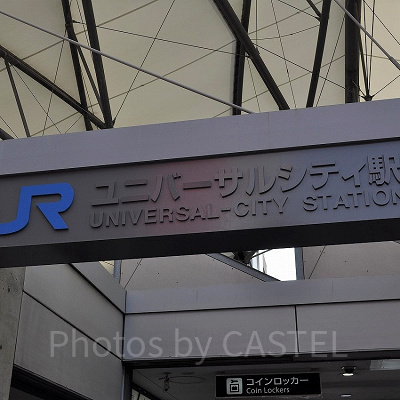 JR ユニバーサルシティ駅
UNIVERSAL-CITY STATION
Photos by CASTEL
コインロッカー
Coin Lockers